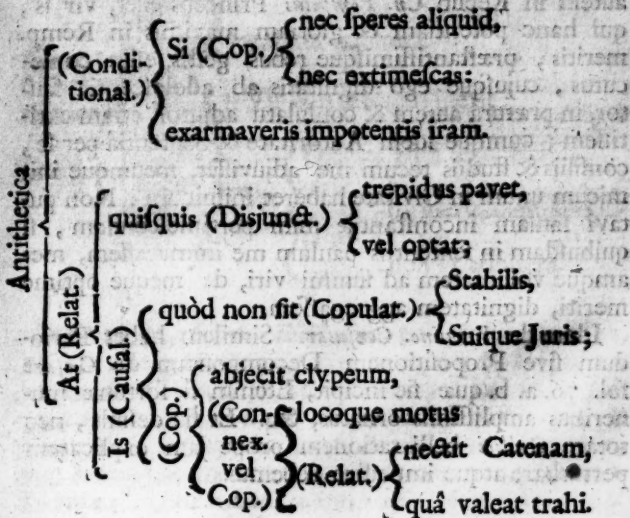 Antithetica
(Condi-
tional.)
Si (Cop.)
nec ſperes aliquid,
nec extimeſcas:
exarmaveris impotentis iram.
At (Relat.)
quiſquis (Disjunct.)
trepidus pavet,
vel optat;
Is (Cauſal.)
quòd non ſit (Copulat.)
Stabilis,
Suique Juris;
(Cop.)
abjecit clypeum,
(Con-
nex.
vel
Cop.)
locoque motus
(Relat.)
nectit Catenam,
quâ valeat trahi.